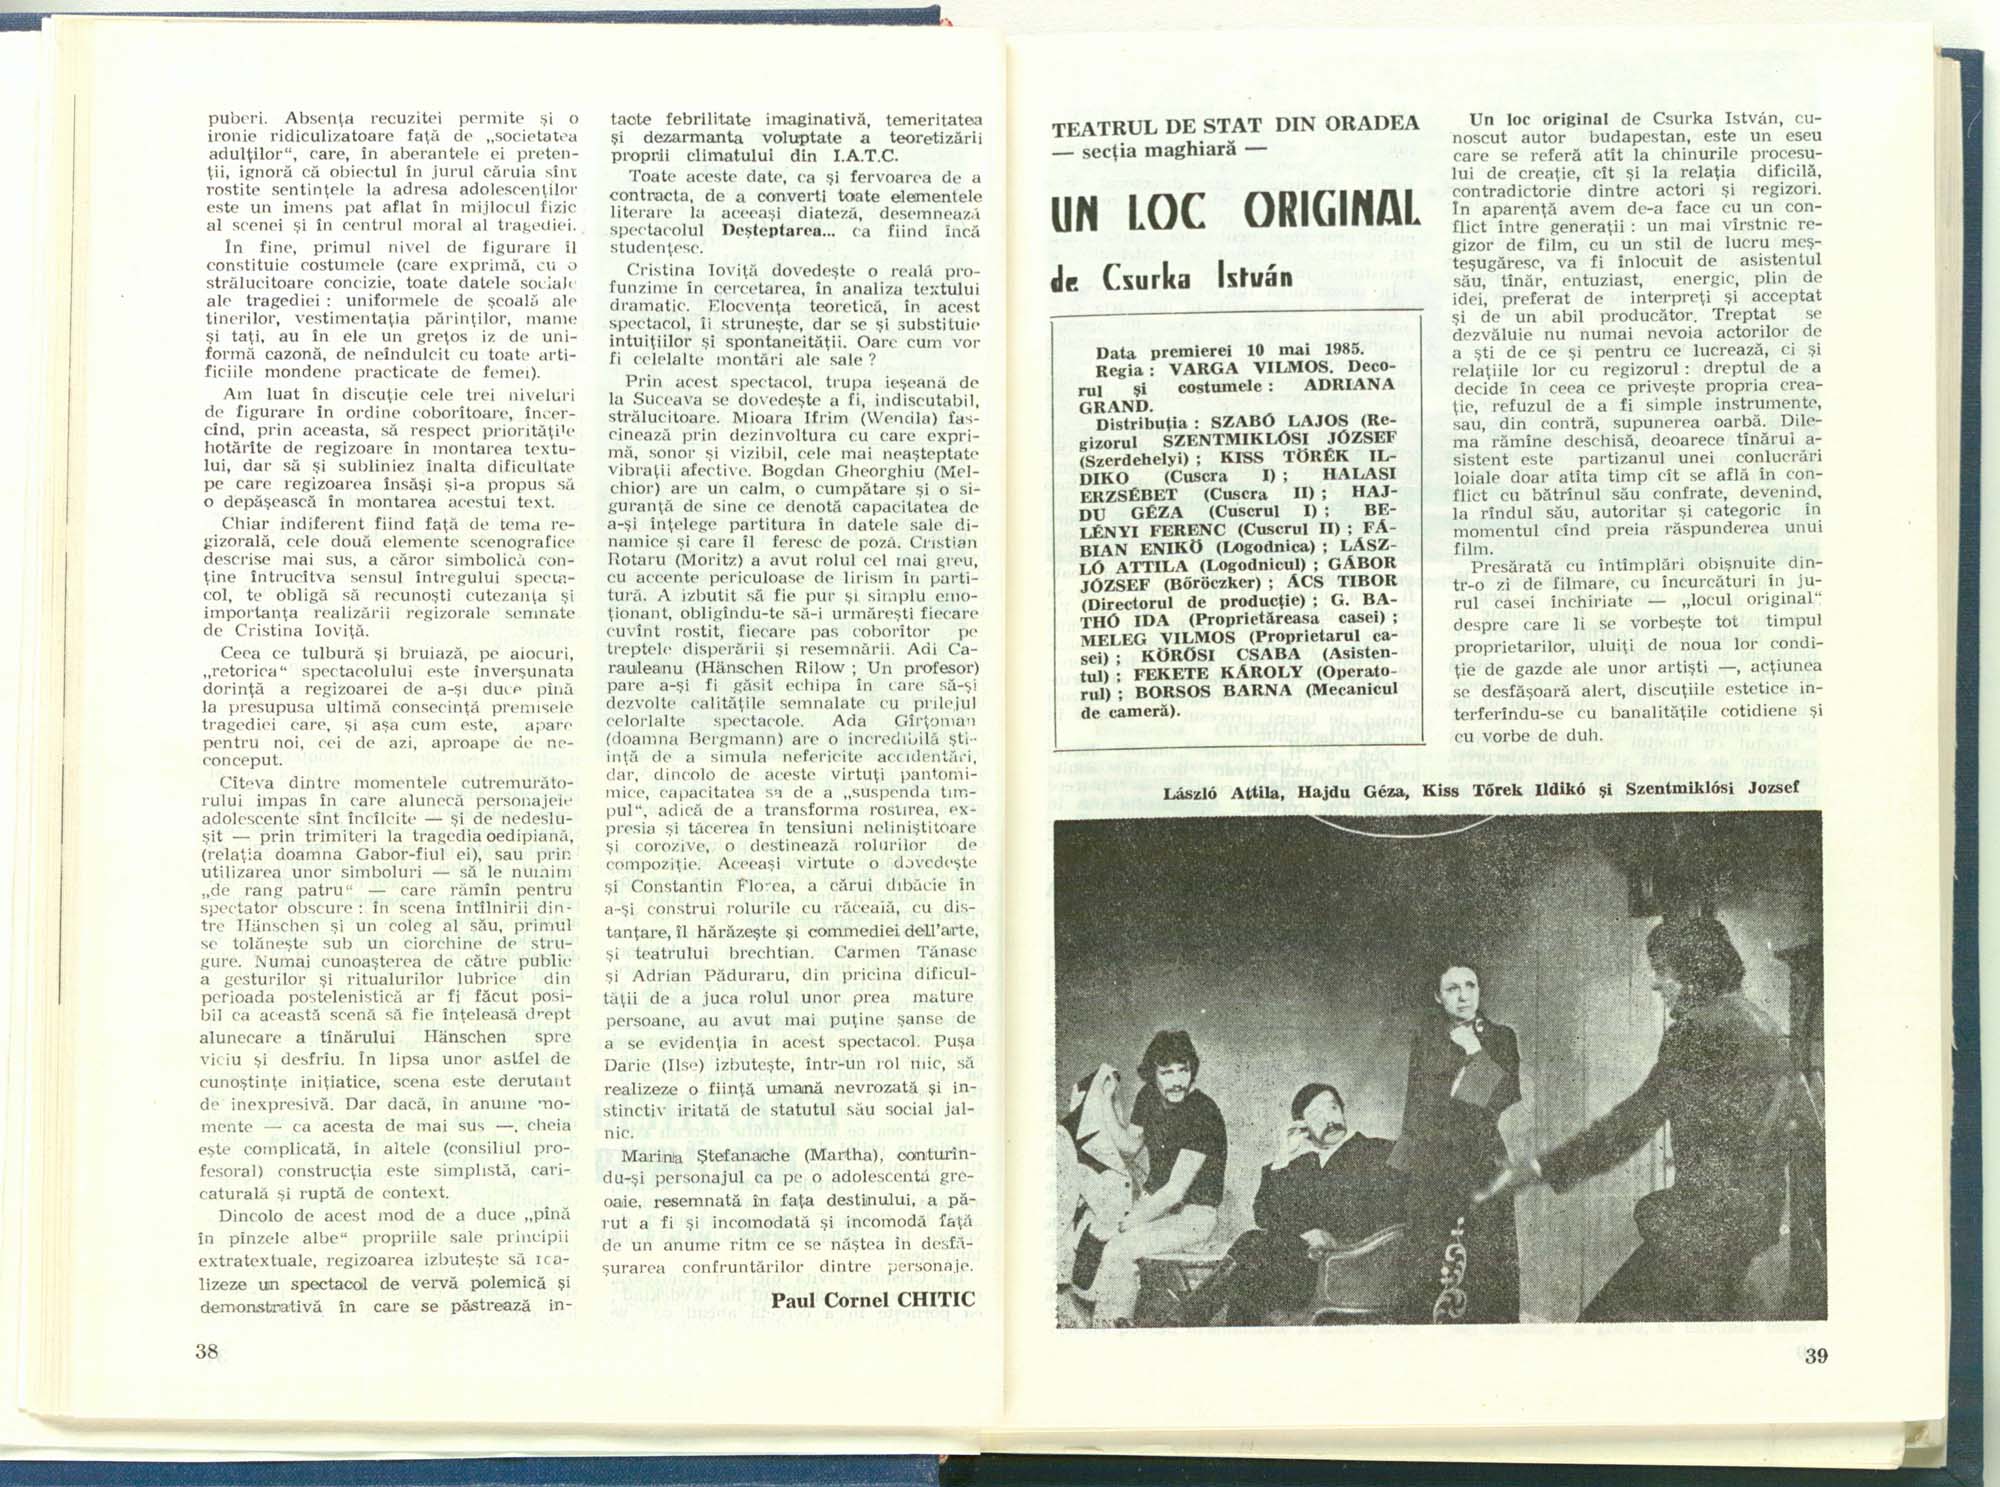 puberi. Absența recuzitei permite și o
ironie ridiculizatoare față de „societatea
adulților“, care, în aberantele ei preten-
ții, ignoră că obiectul în jurul căruia sînt
rostite sentințele la adresa adolescenților
este un imens pat aflat în mijlocul fizic
al scenei și în centrul moral al tragediei.
În fine, primul nivel de figurare îl
constituie costumele (care exprimă, cu o
strălucitoare concizie, toate datele sociale
ale tragediei : uniformele de școală ale
tinerilor, vestimentația părinților, mame
și tați, au în ele un grețos iz de uni-
formă cazonă, de neîndulcit cu toate arti-
ficiile mondene practicate de femei).
Am luat în discuție cele trei niveluri
de figurare în ordine coborîtoare, încer-
cînd, prin aceasta, să respect prioritățile
hotărîte de regizoare în montarea textu-
lui, dar să și subliniez înalta dificultate
pe care regizoarea însăși și-a propus să
o depășească în montarea acestui text.
Chiar indiferent fiind față de tema re-
gizorală, cele două elemente scenografice
descrise mai sus, a căror simbolică con-
ține întrucîtva sensul întregului specta-
col, te obligă să recunoști cutezanța și
importanța realizării regizorale semnate
de Cristina Ioviță.
Ceea ce tulbură și bruiază, pe aiocuri,
„retorica“ spectacolului este înverșunata
dorință a regizoarei de a-și duce pînă
la presupusa ultimă consecință premisele
tragediei care, și așa cum este, apare
pentru noi, cei de azi, aproape de ne-
conceput.
Cîteva dintre momentele cutremurăto-
rului impas în care alunecă personajele
adolescente sînt încîlcite — și de nedeslu-
șit — prin trimiteri la tragedia oedipiană,
(relația doamna Gabor-fiul ei), sau prin
utilizarea unor simboluri — să le numim
„de rang patru“ — care rămîn pentru
spectator obscure : în scena întîlnirii din-
tre Hänschen și un coleg al său, primul
se tolănește sub un ciorchine de stru-
gure. Numai cunoașterea de către public
a gesturilor și ritualurilor lubrice din
perioada postelenistică ar fi făcut posi-
bil ca această scenă să fie înțeleasă drept
alunecare a tînărului Hänschen spre
viciu și desfrîu. În lipsa unor astfel de
cunoștințe inițiatice, scena este derutant
de inexpresivă. Dar dacă, în anume mo-
mente — ca acesta de mai sus —, cheia
este complicată, în altele (consiliul pro-
fesoral) construcția este simplistă, cari-
caturală și ruptă de context.
Dincolo de acest mod de a duce „pînă
în pînzele albe“ propriile sale principii
extratextuale, regizoarea izbutește să rea-
lizeze un spectacol de vervă polemică și
demonstrativă în care se păstrează in-
38
tacte febrilitate imaginativă, temeritatea
și dezarmanta voluptate a teoretizării
proprii climatului din I.A.T.C.
Toate aceste date, ca și fervoarea de a
contracta, de a converti toate elementele
literare la aceeași diateză, desemnează
spectacolul Deșteptarea... ca fiind încă
studențesc.
Cristina Ioviță dovedește o reală pro-
funzime în cercetarea, în analiza textului
dramatic. Elocvența teoretică, în acest
spectacol, îi strunește, dar se și substituie
intuițiilor și spontaneității. Oare cum vor
fi celelalte montări ale sale ?
Prin acest spectacol, trupa ieșeană de
la Suceava se dovedește a fi, indiscutabil,
strălucitoare. Mioara Ifrim (Wendla) fas-
cinează prin dezinvoltura cu care expri-
mă, sonor și vizibil, cele mai neașteptate
vibrații afective. Bogdan Gheorghiu (Mel-
chior) are un calm, o cumpătare și o si-
guranță de sine ce denotă capacitatea de
a-și înțelege partitura în datele sale di-
namice și care îl feresc de poză. Cristian
Rotaru (Moritz) a avut rolul cel mai greu,
cu accente periculoase de lirism în parti-
tură. A izbutit să fie pur și simplu emo-
ționant, obligîndu-te să-i urmărești fiecare
cuvînt rostit, fiecare pas coborîtor pe
treptele disperării și resemnării. Adi Ca-
rauleanu (Hänschen Rilow ; Un profesor)
pare a-și fi găsit echipa în care să-și
dezvolte calitățile semnalate cu prilejul
celorlalte spectacole. Ada Gîrțoman
(doamna Bergmann) are o incredibilă ști-
ință de a simula nefericite accidentări,
dar, dincolo de aceste virtuți pantomi-
mice, capacitatea sa de a „suspenda tim-
pul“, adică de a transforma rostirea, ex-
presia și tăcerea în tensiuni neliniștitoare
și corozive, o destinează rolurilor de
compoziție. Aceeași virtute o dovedește
și Constantin Florea, a cărui dibăcie în
a-și construi rolurile cu răceală, cu dis-
tanțare, îl hărăzește și commediei dell’arte,
și teatrului brechtian. Carmen Tănase
și Adrian Păduraru, din pricina dificul-
tății de a juca rolul unor prea mature
persoane, au avut mai puține șanse de
a se evidenția în acest spectacol. Pușa
Darie (Ilse) izbutește, într-un rol mic, să
realizeze o ființă umană nevrozată și in-
stinctiv iritată de statutul său social jal-
nic.
Marina Ștefanache (Martha), conturîn-
du-și personajul ca pe o adolescentă gre-
oaie, resemnată în fața destinului, a pă-
rut a fi și incomodată și incomodă față
de un anume ritm ce se năștea în desfă-
șurarea confruntărilor dintre personaje.
Paul Cornel CHITIC
TEATRUL DE STAT DIN ORADEA
— secția maghiară —
UN LOC ORIGINAL
de Csurka István
Data premierei 10 mai 1985.
Regia : VARGA VILMOS. Deco-
rul și costumele : ADRIANA
GRAND.
Distribuția : SZABÓ LAJOS (Re-
gizorul SZENTMIKLÓSI JÓZSEF
(Szerdehelyi) ; KISS TÖRÉK IL-
DIKO (Cuscra I) ; HALASI
ERZSÉBET (Cuscra II) ; HAJ-
DU GÉZA (Cuscrul I) ; BE-
LÉNYI FERENC (Cuscrul II) ; FÁ-
BIAN ENIKÖ (Logodnica) ; LÁSZ-
LÓ ATTILA (Logodnicul) ; GÁBOR
JÓZSEF (Böröczker) ; ÁCS TIBOR
(Directorul de producție) ; G. BA-
THÓ IDA (Proprietăreasa casei) ;
MELEG VILMOS (Proprietarul ca-
sei) ; KÖRÖSI CSABA (Asisten-
tul) ; FEKETE KÁROLY (Operato-
rul) ; BORSOS BARNA (Mecanicul
de cameră).
Un loc original de Csurka István, cu-
noscut autor budapestan, este un eseu
care se referă atît la chinurile procesu-
lui de creație, cît și la relația dificilă,
contradictorie dintre actori și regizori.
În aparență avem de-a face cu un con-
flict între generații : un mai vîrstnic re-
gizor de film, cu un stil de lucru meș-
teșugăresc, va fi înlocuit de asistentul
său, tînăr, entuziast, energic, plin de
idei, preferat de interpreți și acceptat
și de un abil producător. Treptat se
dezvăluie nu numai nevoia actorilor de
a ști de ce și pentru ce lucrează, ci și
relațiile lor cu regizorul : dreptul de a
decide în ceea ce privește propria crea-
ție, refuzul de a fi simple instrumente,
sau, din contră, supunerea oarbă. Dile-
ma rămîne deschisă, deoarece tînărul a-
sistent este partizanul unei conlucrări
loiale doar atîta timp cît se află în con-
flict cu bătrînul său confrate, devenind,
la rîndul său, autoritar și categoric în
momentul cînd preia răspunderea unui
film.
Presărată cu întîmplări obișnuite din-
tr-o zi de filmare, cu încurcături în ju-
rul casei închiriate — „locul original“
despre care li se vorbește tot timpul
proprietarilor, uluiți de noua lor condi-
ție de gazde ale unor artiști —, acțiunea
se desfășoară alert, discuțiile estetice in-
terferîndu-se cu banalitățile cotidiene și
cu vorbe de duh.
László Attila, Hajdu Géza, Kiss Tőrek Ildikó și Szentmiklósi Jozsef
39